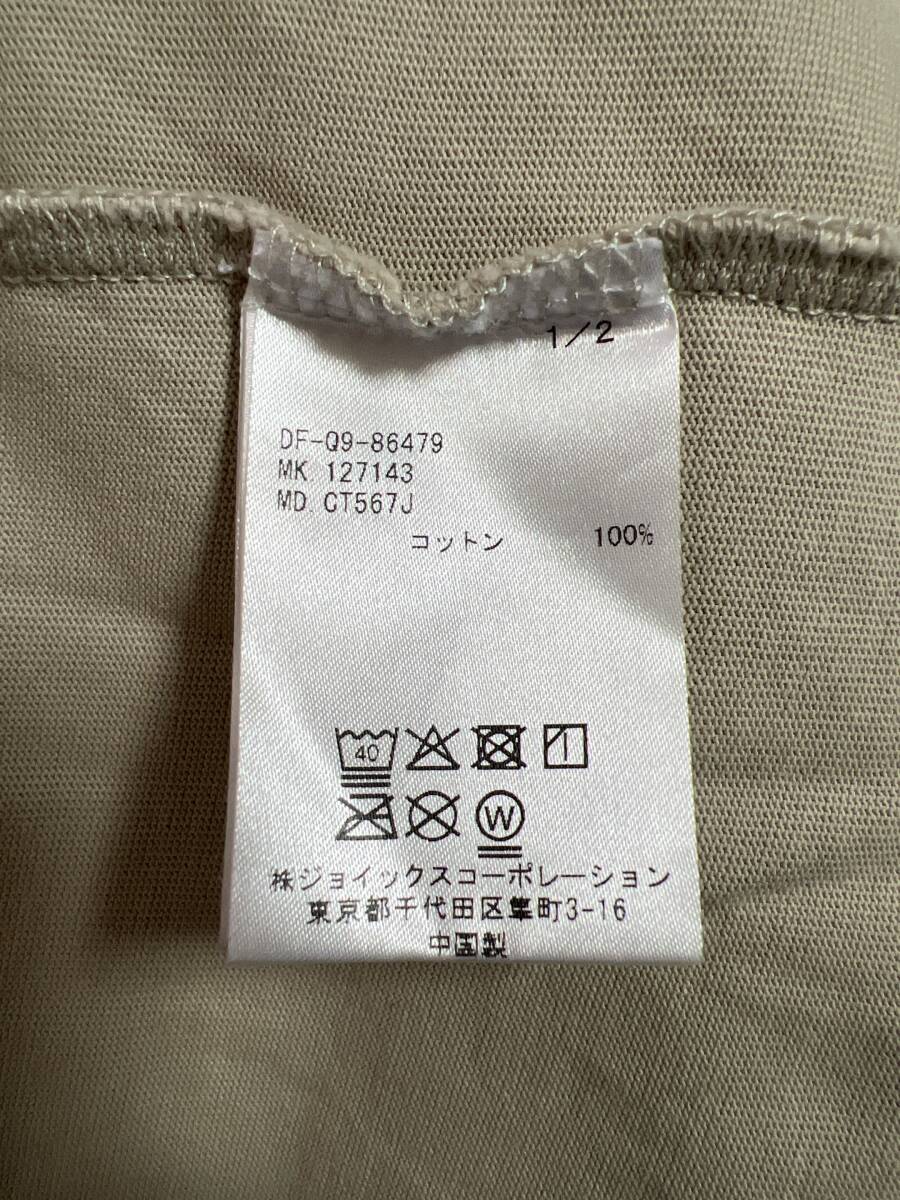 1/2
DF-Q9-86479
MK 127143
MD. CT567J
コットン 100%
40
W
株ジョイックスコーポレーション
東京都千代田区隼町3-16
中国製